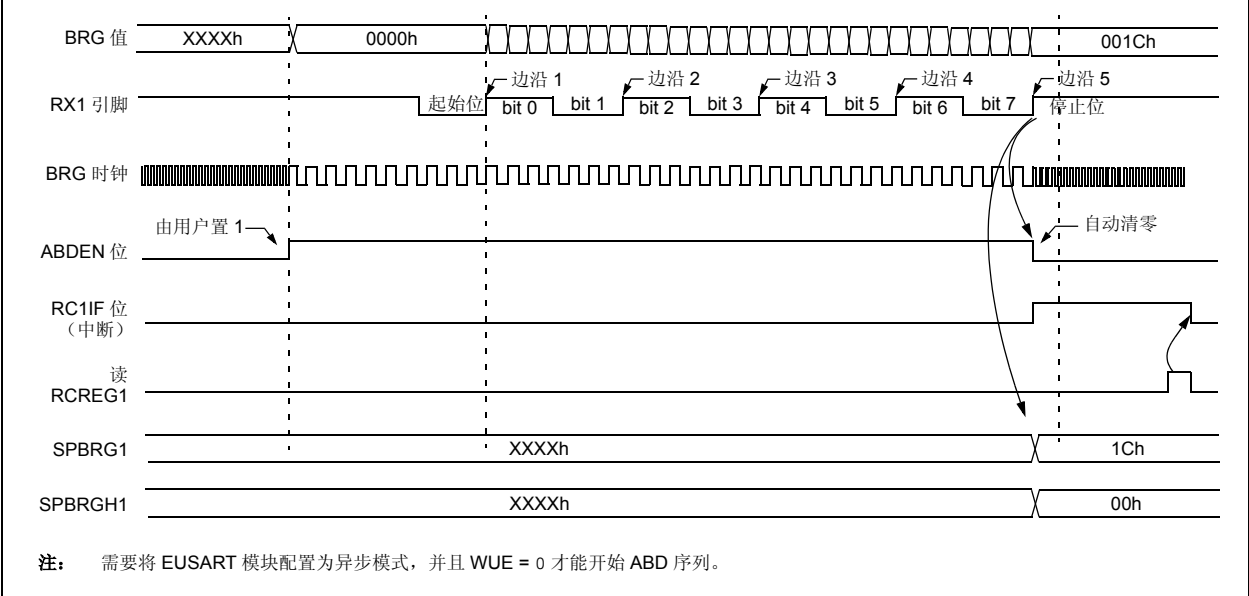 BRG 值 XXXXh 0000h 001Ch
边沿 1 边沿 2 边沿 3 边沿 4 边沿 5
RX1 引脚 起始位 bit 0 bit 1 bit 2 bit 3 bit 4 bit 5 bit 6 bit 7 停止位
BRG 时钟
由用户置 1 自动清零
ABDEN 位
RC1IF 位
（中断）
读
RCREG1
SPBRG1 XXXXh 1Ch
SPBRGH1 XXXXh 00h
注： 需要将 EUSART 模块配置为异步模式，并且 WUE = 0 才能开始 ABD 序列。